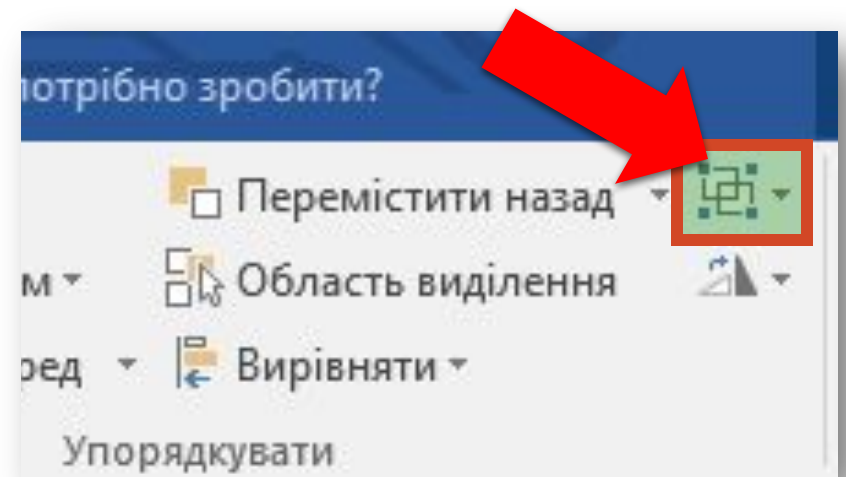 потрібно зробити?
Перемістити назад
м Область виділення
ред Вирівняти
Упорядкувати